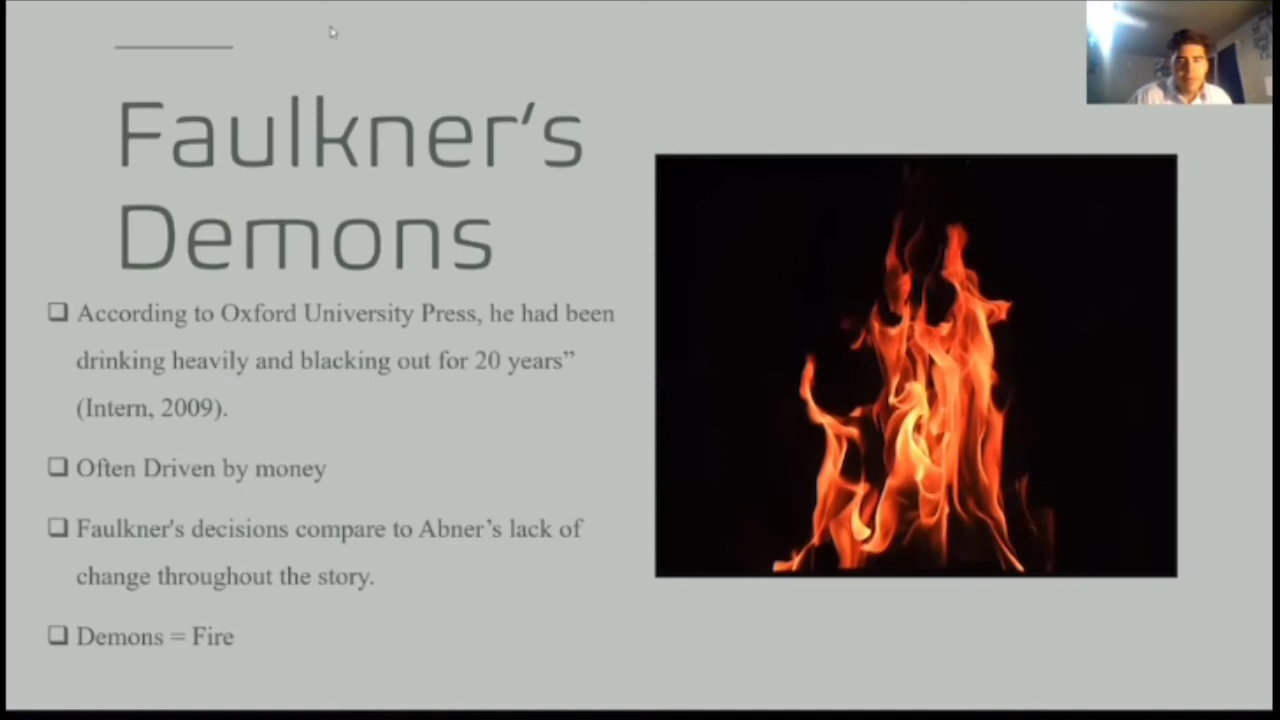 Faulkner's
Demons
❑ According to Oxford University Press, he had been
drinking heavily and blacking out for 20 years”
(Intern, 2009).
❑ Often Driven by money
❑ Faulkner's decisions compare to Abner’s lack of
change throughout the story.
❑ Demons = Fire